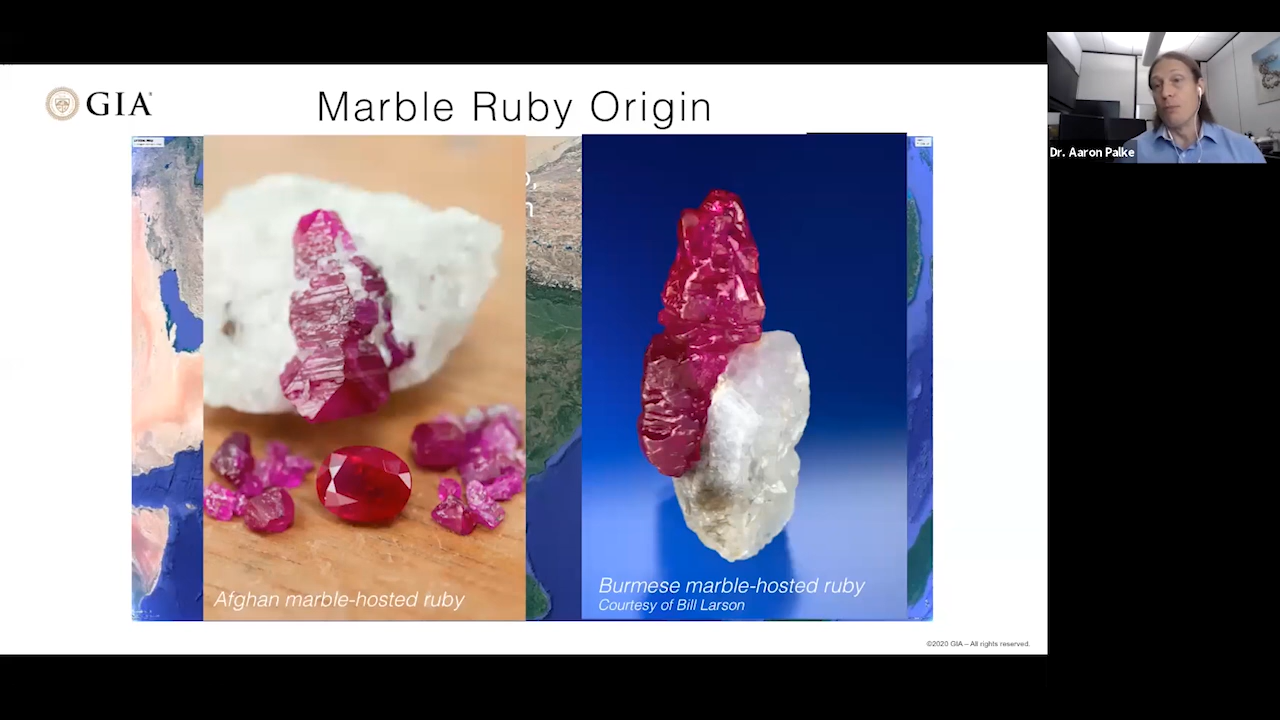 GIA
Marble Ruby Origin
Dr. Aaron Palke
Afghan marble-hosted ruby
Burmese marble-hosted ruby
Courtesy of Bill Larson
©2020 GIA – All rights reserved.